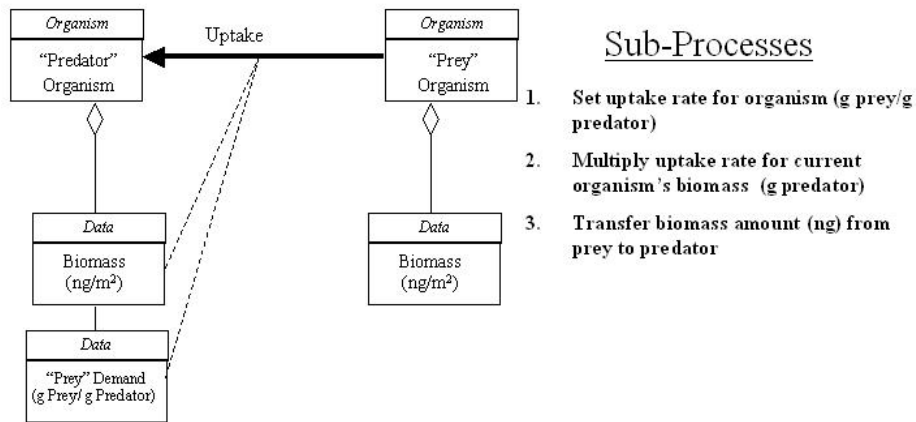 Organism
“Predator”
Organism
Uptake
Organism
“Prey”
Organism
Data
Biomass
(ng/m²)
Data
“Prey” Demand
(g Prey/ g Predator)
Data
Biomass
(ng/m²)
Sub-Processes
1. Set uptake rate for organism (g prey/g
predator)
2. Multiply uptake rate for current
organism’s biomass (g predator)
3. Transfer biomass amount (ng) from
prey to predator